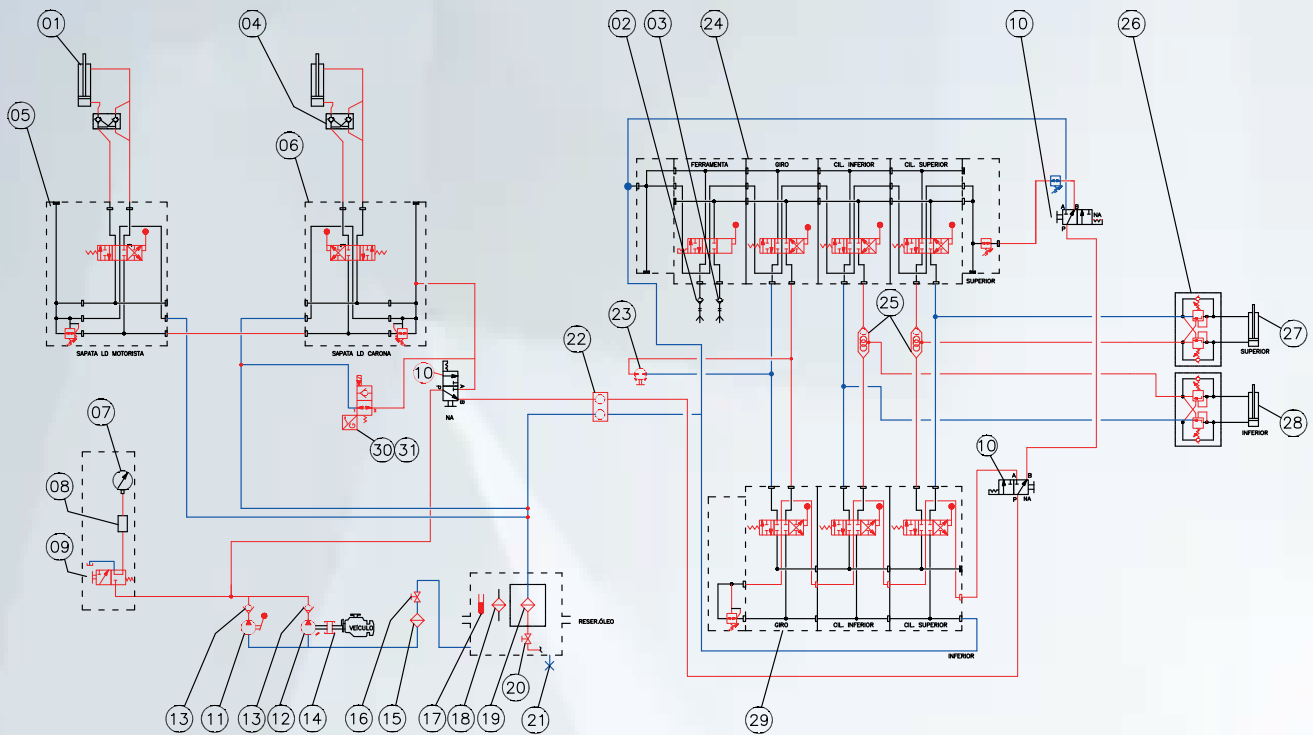 01
04
02
03
24
10
26
05
06
FERRAMENTA
GIRO
CIL. INFERIOR
CIL. SUPERIOR
A
B
NA
P
SUPERIOR
25
23
22
27
SUPERIOR
SAPATA LD MOTORISTA
SAPATA LD CARONA
10
P
A
B
NA
28
INFERIOR
30
31
07
08
09
10
A
B
P
NA
VEÍCULO
RESER.ÓLEO
GIRO
CIL. INFERIOR
CIL. SUPERIOR
INFERIOR
20
13
11
13
12
14
16
15
17
18
19
21
29